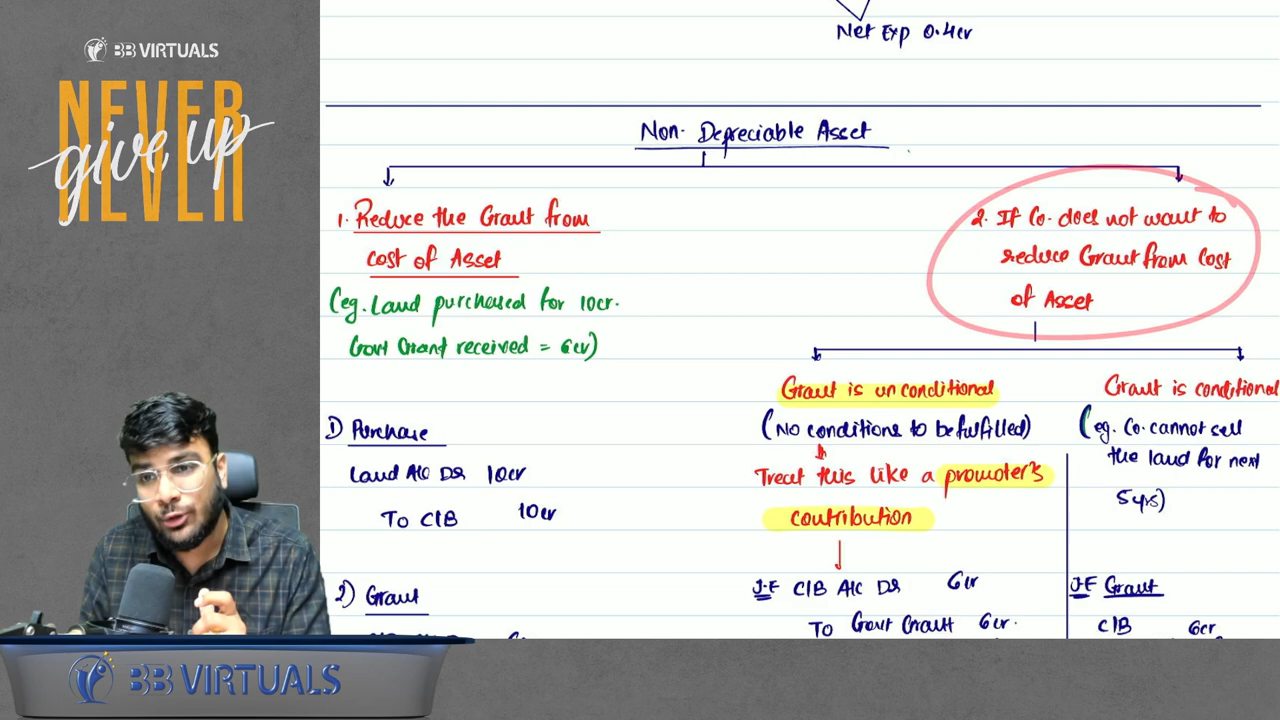 BB VIRTUALS
NEVER
give up
NEVER
Net Exp 0.4cr
Non-Depreciable Asset
1. Reduce the Grant from
cost of Asset
(eg. Land purchased for 10cr.
Govt Grant received = 6cr)
1) Purchase
Land A/c Dr 10cr
To C/B 10cr
2) Grant
2. If Co. does not want to
reduce Grant from Cost
of Asset
Grant is unconditional
(No conditions to be fulfilled)
Treat this like a promoter's
contribution
J.E C/B A/c Dr 6cr
To Govt Grant 6cr.
Grant is conditional
(eg. Co. cannot sell
the land for next
5yrs)
J.E Grant
C/B 6cr
BB VIRTUALS